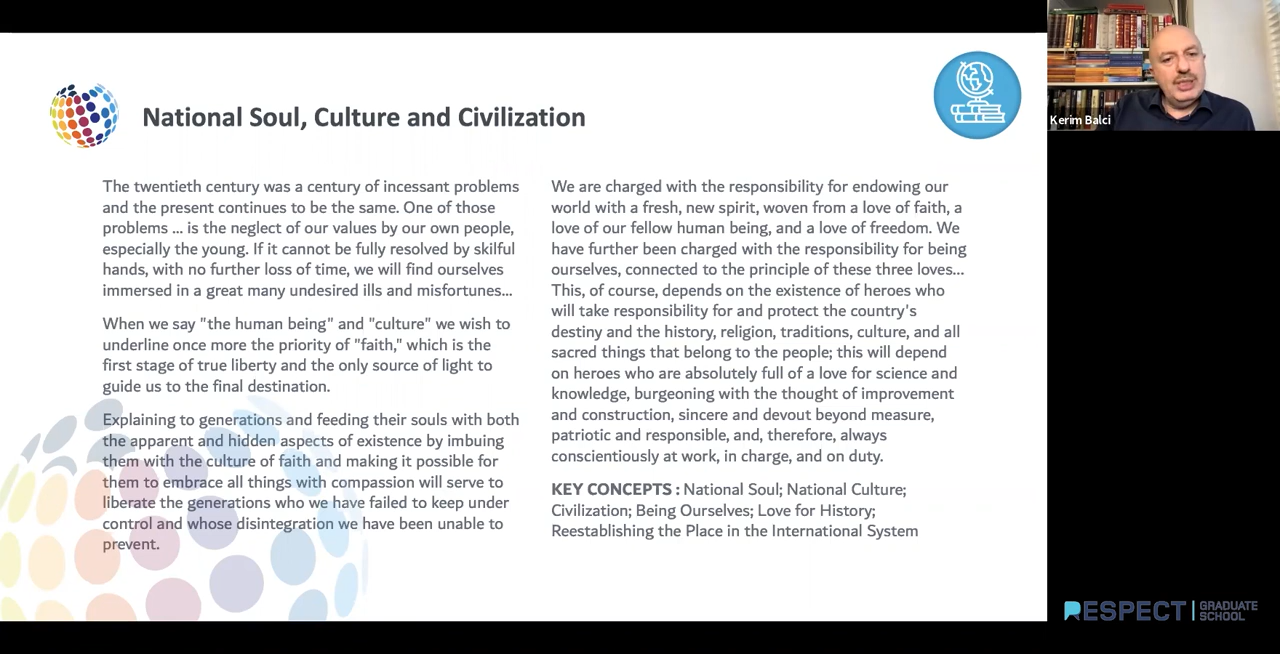 National Soul, Culture and Civilization
The twentieth century was a century of incessant problems
and the present continues to be the same. One of those
problems ... is the neglect of our values by our own people,
especially the young. If it cannot be fully resolved by skilful
hands, with no further loss of time, we will find ourselves
immersed in a great many undesired ills and misfortunes...
When we say "the human being" and "culture" we wish to
underline once more the priority of "faith," which is the
first stage of true liberty and the only source of light to
guide us to the final destination.
Explaining to generations and feeding their souls with both
the apparent and hidden aspects of existence by imbuing
them with the culture of faith and making it possible for
them to embrace all things with compassion will serve to
liberate the generations who we have failed to keep under
control and whose disintegration we have been unable to
prevent.
We are charged with the responsibility for endowing our
world with a fresh, new spirit, woven from a love of faith, a
love of our fellow human being, and a love of freedom. We
have further been charged with the responsibility for being
ourselves, connected to the principle of these three loves...
This, of course, depends on the existence of heroes who
will take responsibility for and protect the country's
destiny and the history, religion, traditions, culture, and all
sacred things that belong to the people; this will depend
on heroes who are absolutely full of a love for science and
knowledge, burgeoning with the thought of improvement
and construction, sincere and devout beyond measure,
patriotic and responsible, and, therefore, always
conscientiously at work, in charge, and on duty.
KEY CONCEPTS : National Soul; National Culture;
Civilization; Being Ourselves; Love for History;
Reestablishing the Place in the International System
Kerim Balci
RESPECT GRADUATE
SCHOOL